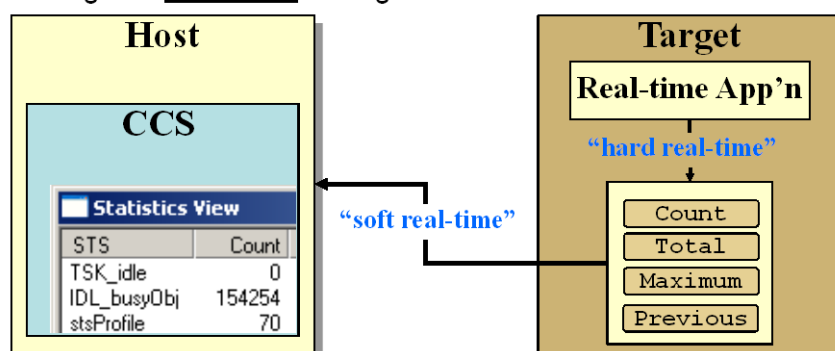 Host
CCS
Statistics View
STS Count
TSK_idle 0
IDL_busyObj 154254
stsProfile 70
"soft real-time"
Target
Real-time App'n
"hard real-time"
Count
Total
Maximum
Previous